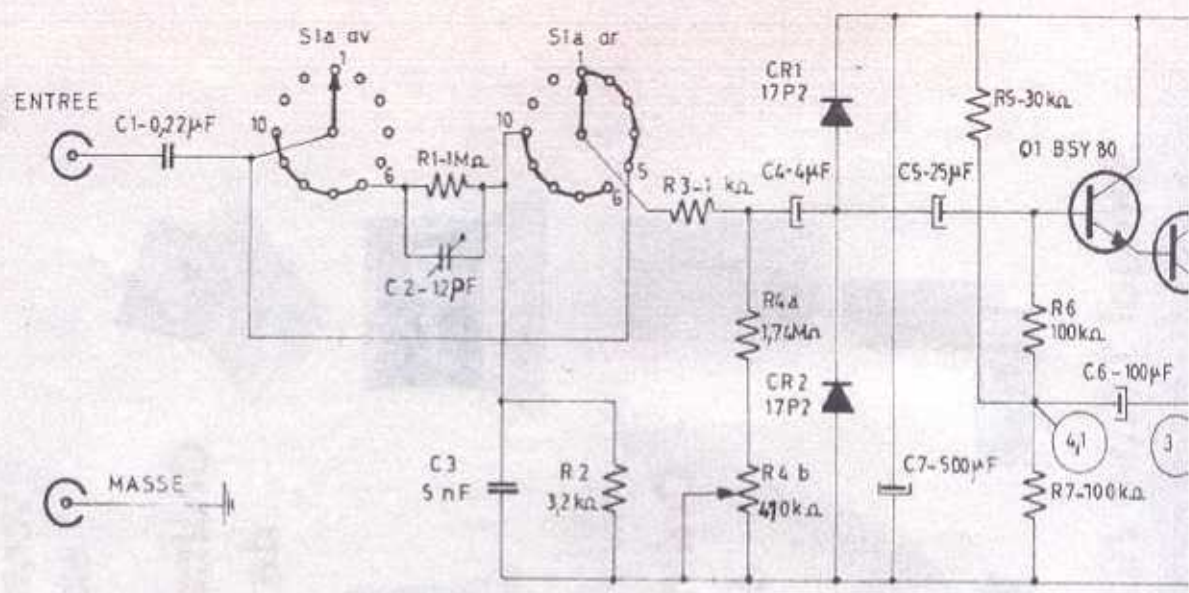 S1a av
1
S1a ar
1
CR1
17P2
ENTREE
C1-0,22µF
10
R1-1MΩ
6
10
5
6
R3-1 kΩ
C4-4µF
C5-25µF
R5-30kΩ
Q1 BSY 80
C2-12pF
R4a
1,74MΩ
R6
100kΩ
CR2
17P2
C6-100µF
4,1
3
C3
5 nF
R2
3,2kΩ
R4 b
470kΩ
C7-500µF
R7-100kΩ
MASSE